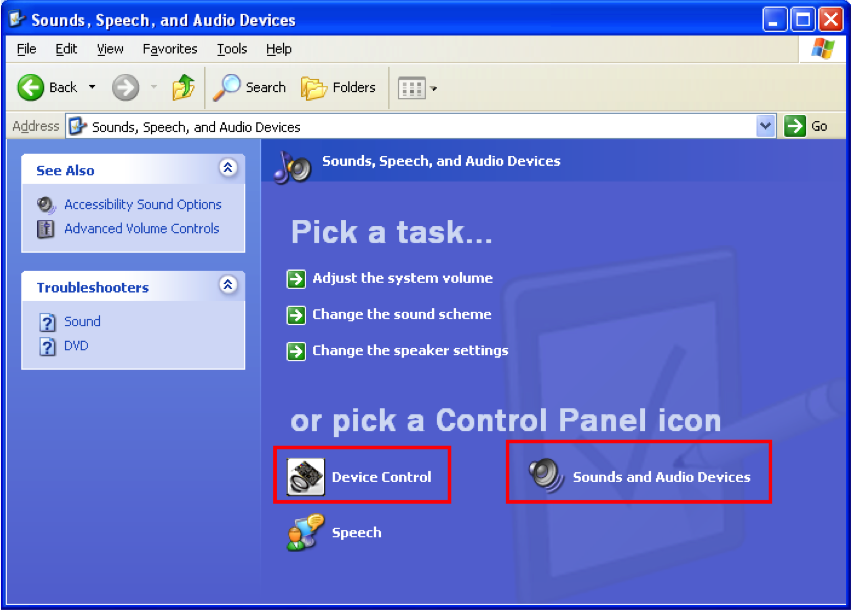 Sounds, Speech, and Audio Devices
File Edit View Favorites Tools Help
Back Search Folders
Address Sounds, Speech, and Audio Devices Go
See Also
Accessibility Sound Options
Advanced Volume Controls
Troubleshooters
Sound
DVD
Sounds, Speech, and Audio Devices
Pick a task...
Adjust the system volume
Change the sound scheme
Change the speaker settings
or pick a Control Panel icon
Device Control Sounds and Audio Devices
Speech